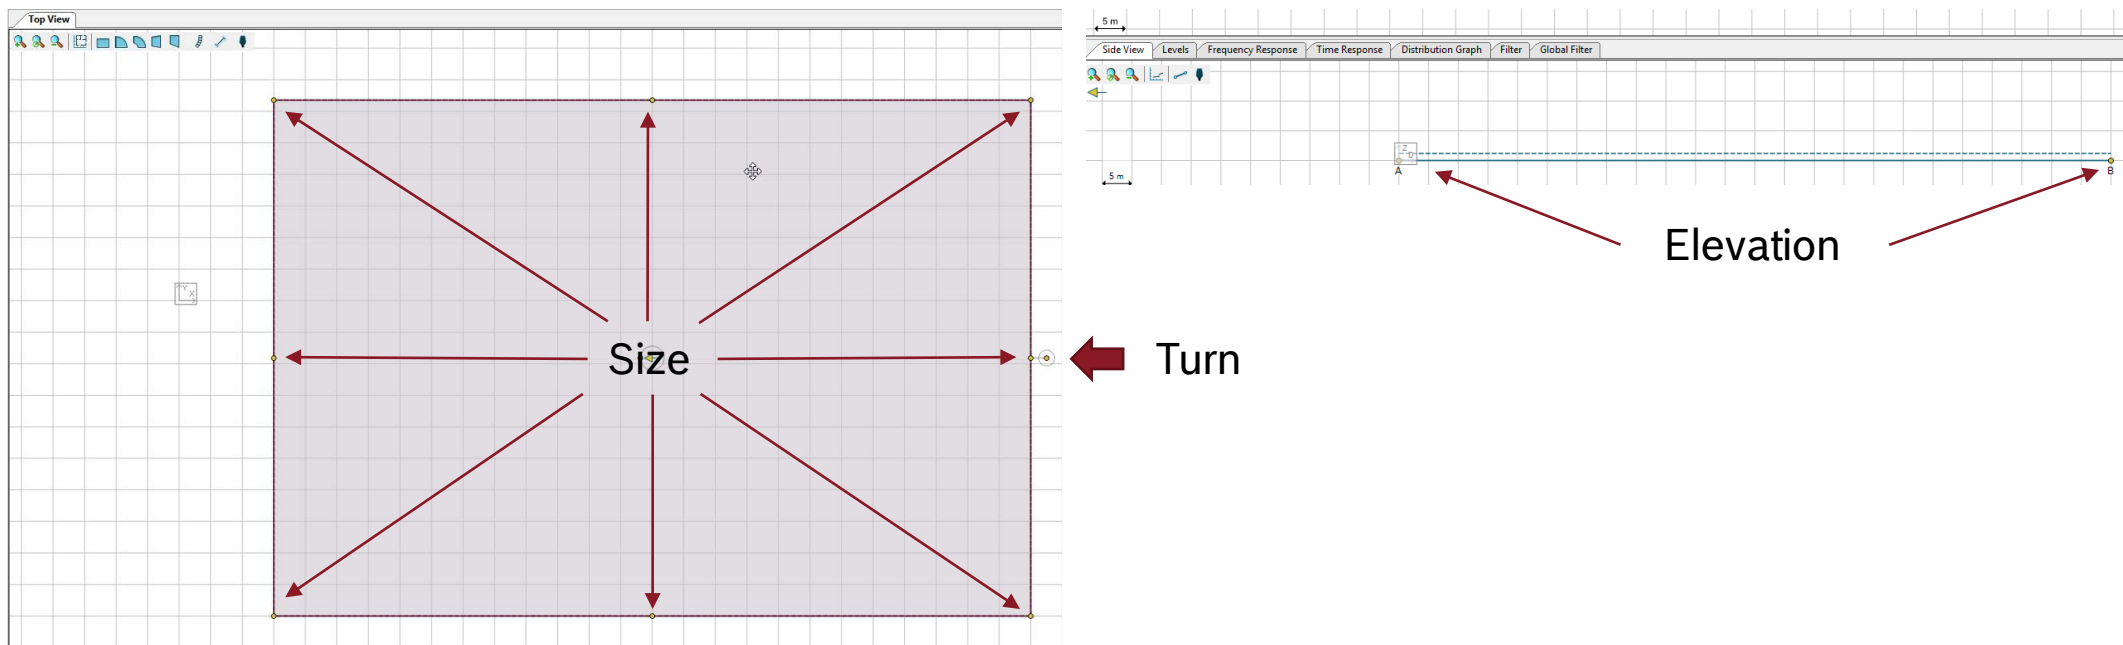 Top View
Y
X
Size
Turn
5 m
Side View Levels Frequency Response Time Response Distribution Graph Filter Global Filter
Z
D
A
B
5 m
Elevation